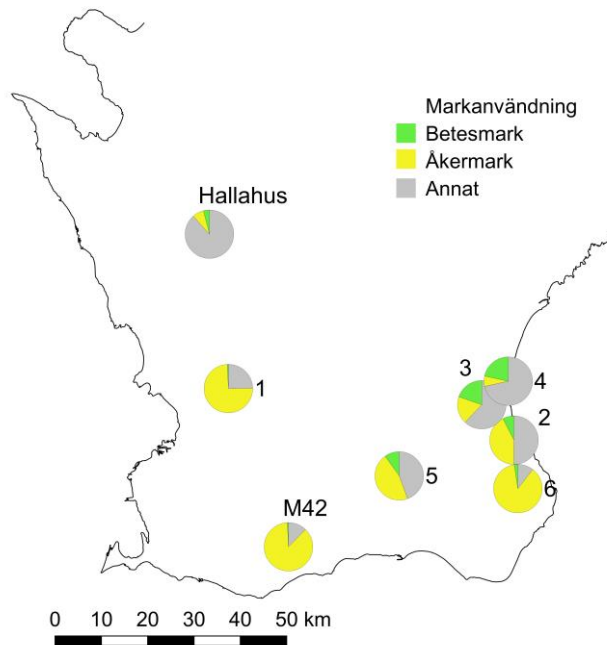 Markanvändning
Betesmark
Åkermark
Annat
Hallahus
3
4
1
2
5
6
M42
0 10 20 30 40 50 km